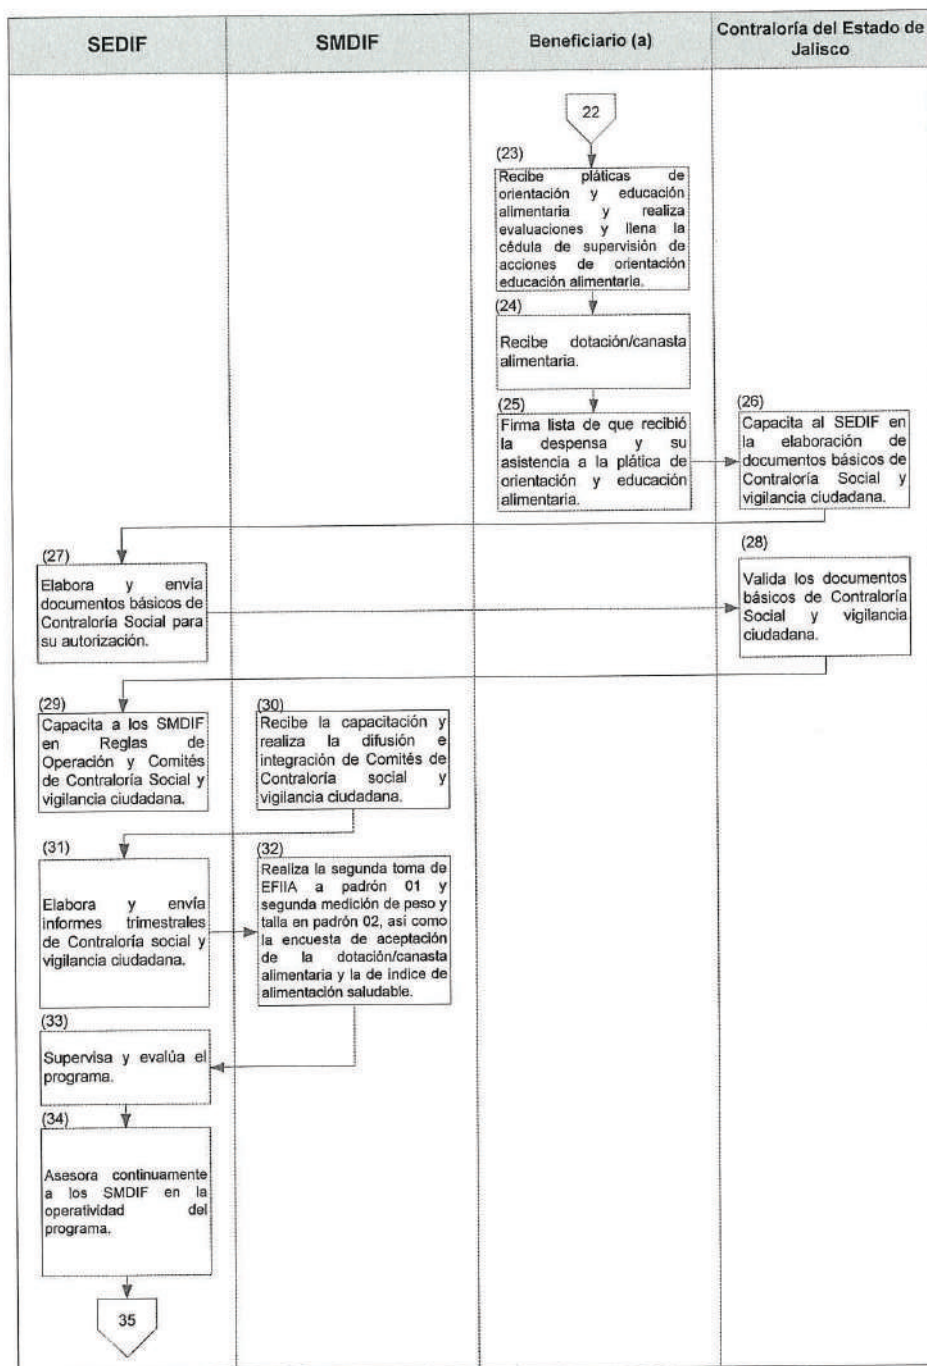 SEDIF
SMDIF
Beneficiario (a)
Contraloría del Estado de
Jalisco
22
(23)
Recibe pláticas de
orientación y educación
alimentaria y realiza
evaluaciones y llena la
cédula de supervisión de
acciones de orientación
educación alimentaria.
(24)
Recibe dotación/canasta
alimentaria.
(25)
Firma lista de que recibió
la despensa y su
asistencia a la plática de
orientación y educación
alimentaria.
(26)
Capacita al SEDIF en
la elaboración de
documentos básicos de
Contraloría Social y
vigilancia ciudadana.
(27)
Elabora y envía
documentos básicos de
Contraloría Social para
su autorización.
(28)
Valida los documentos
básicos de Contraloría
Social y vigilancia
ciudadana.
(29)
Capacita a los SMDIF
en Reglas de
Operación y Comités
de Contraloría Social y
vigilancia ciudadana.
(30)
Recibe la capacitación y
realiza la difusión e
integración de Comités de
Contraloría social y
vigilancia ciudadana.
(31)
Elabora y envía
informes trimestrales
de Contraloría social y
vigilancia ciudadana.
(32)
Realiza la segunda toma de
EFIIA a padrón 01 y
segunda medición de peso y
talla en padrón 02, así como
la encuesta de aceptación
de la dotación/canasta
alimentaria y la de índice de
alimentación saludable.
(33)
Supervisa y evalúa el
programa.
(34)
Asesora continuamente
a los SMDIF en la
operatividad del
programa.
35